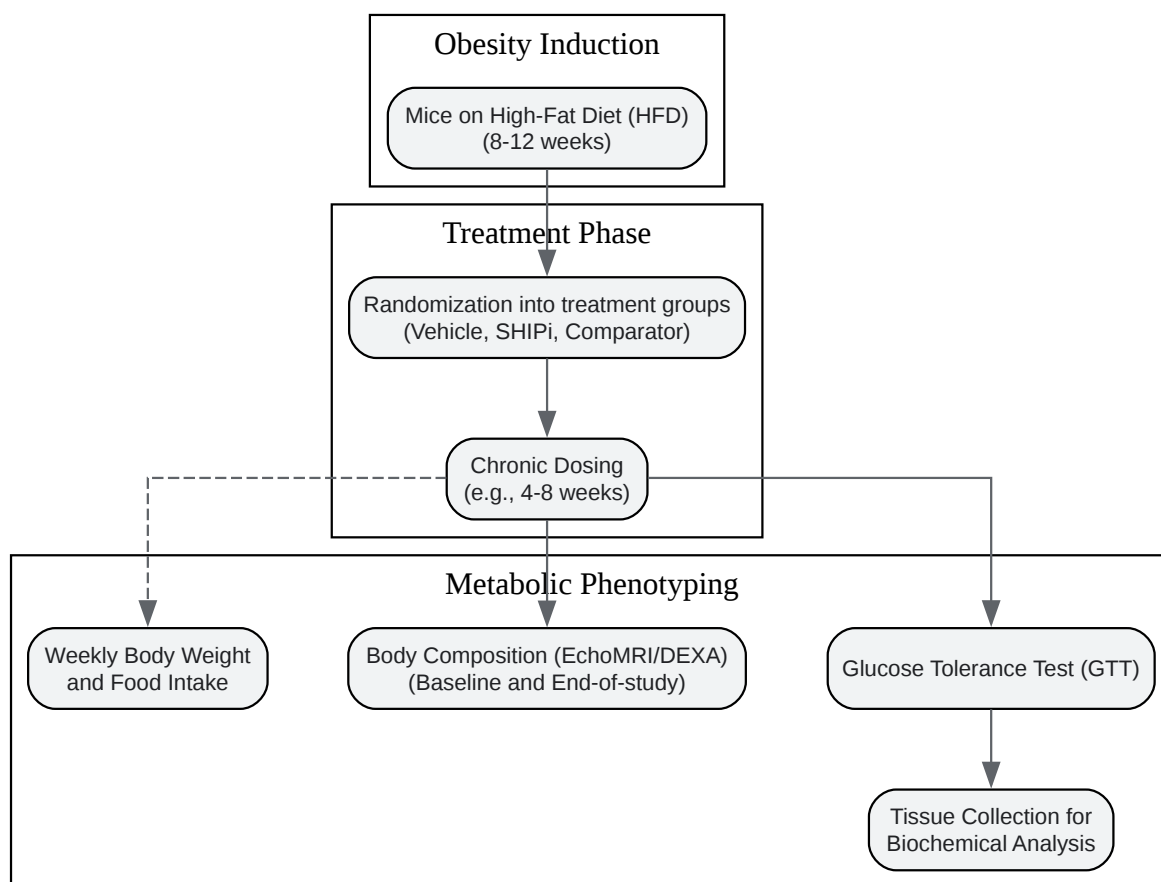 Obesity Induction
Mice on High-Fat Diet (HFD)
(8-12 weeks)
Treatment Phase
Randomization into treatment groups
(Vehicle, SHIPi, Comparator)
Chronic Dosing
(e.g., 4-8 weeks)
Metabolic Phenotyping
Weekly Body Weight
and Food Intake
Body Composition (EchoMRI/DEXA)
(Baseline and End-of-study)
Glucose Tolerance Test (GTT)
Tissue Collection for
Biochemical Analysis